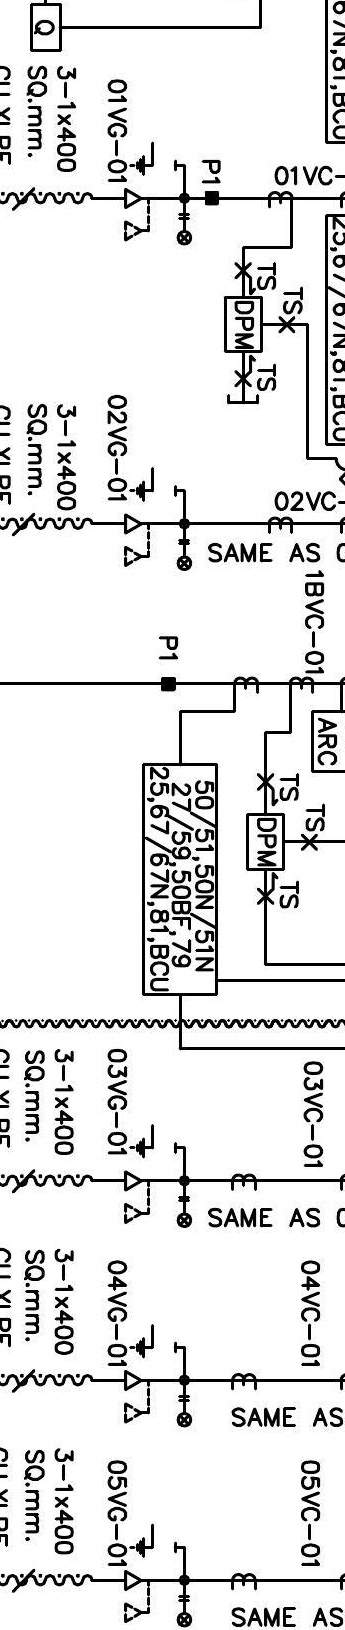 Q
67N,81,BCU
3-1x400
SQ.mm.
CU XLPE
01VG-01
P1
01VC-
25,67/67N,81,BCU
TS
TS
DPM
TS
3-1x400
SQ.mm.
CU XLPE
02VG-01
02VC-
SAME AS
1BVC-01
P1
ARC
TS
TS
DPM
TS
50/51,50N/51N
27/59,50BF,79
25,67/67N,81,BCU
3-1x400
SQ.mm.
CU XLPE
03VG-01
03VC-01
SAME AS
3-1x400
SQ.mm.
CU XLPE
04VG-01
04VC-01
SAME AS
3-1x400
SQ.mm.
CU XLPE
05VG-01
05VC-01
SAME AS